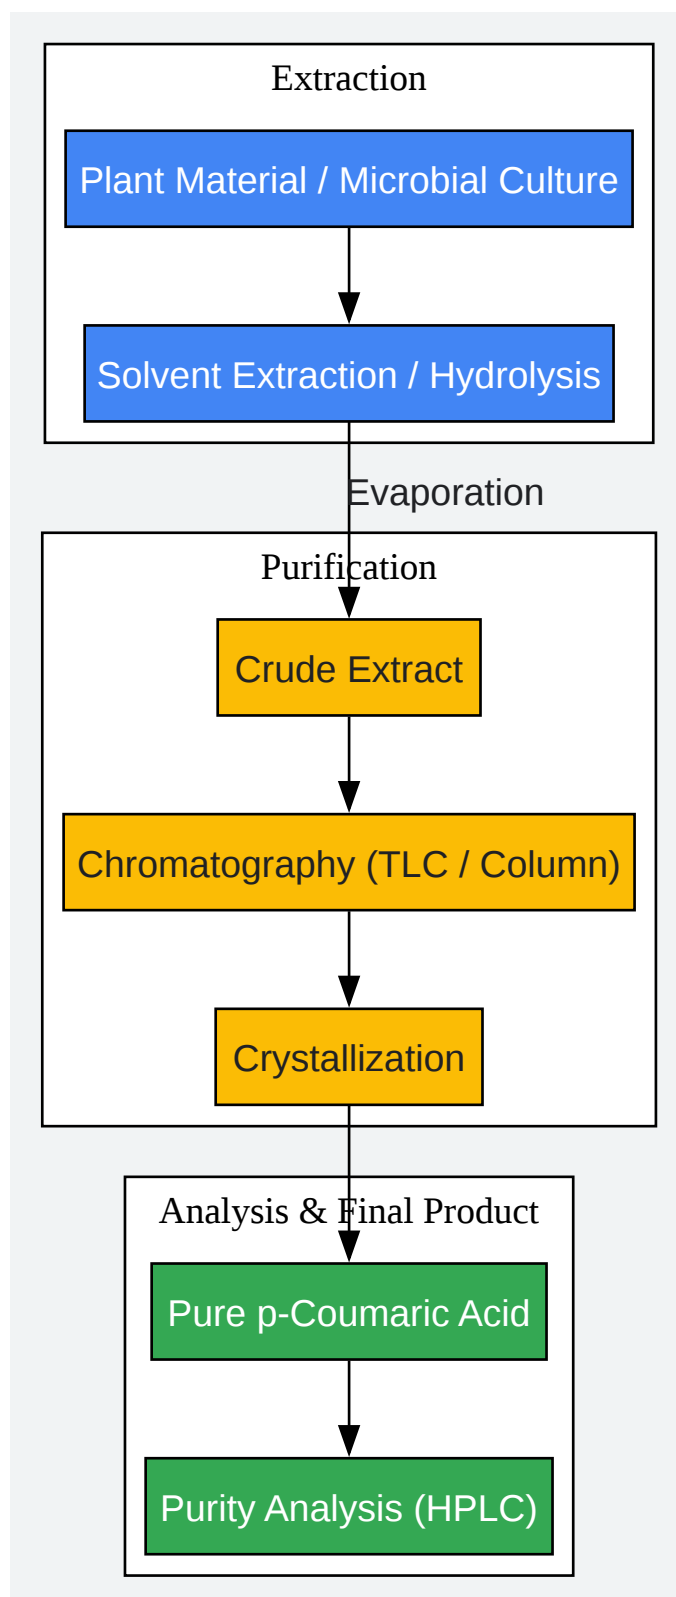 Extraction
Plant Material / Microbial Culture
Solvent Extraction / Hydrolysis
Evaporation
Purification
Crude Extract
Chromatography (TLC / Column)
Crystallization
Analysis & Final Product
Pure p-Coumaric Acid
Purity Analysis (HPLC)